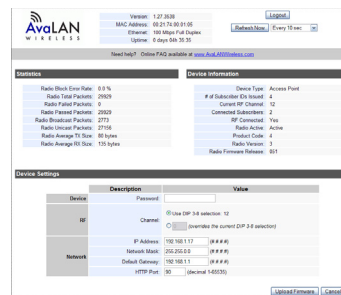 AvaLAN
WIRELESS
Version: 1.27.3538
MAC Address: 00:21:74:00:01:05
Ethernet: 100 Mbps Full Duplex
Uptime: 8 days 04h 35:35
Logout
Refresh Now Every 10 sec
Need help? Online FAQ available at www.AvaLANWireless.com
Statistics
Radio Block Error Rate: 0.0 %
Radio Total Packets: 29929
Radio Failed Packets: 0
Radio Passed Packets: 29929
Radio Broadcast Packets: 2773
Radio Unicast Packets: 27156
Radio Average TX Size: 80 bytes
Radio Average RX Size: 135 bytes
Device Information
Device Type: Access Point
# of Subscriber IDs Issued: 4
Current RF Channel: 12
Connected Subscribers: 2
RF Connected: Yes
Radio Active: Active
Product Code: 4
Radio Version: 3
Radio Firmware Release: 051
Device Settings
Description Value
Device Password:
RF Channel: Use DIP 3-8 selection: 12
(overrides the current DIP 3-8 selection)
Network
IP Address: 192.168.1.17 (#.#.#.#)
Network Mask: 255.255.0.0 (#.#.#.#)
Default Gateway: 192.168.1.1 (#.#.#.#)
HTTP Port: 80 (decimal 1-65535)
Upload Firmware Cancel